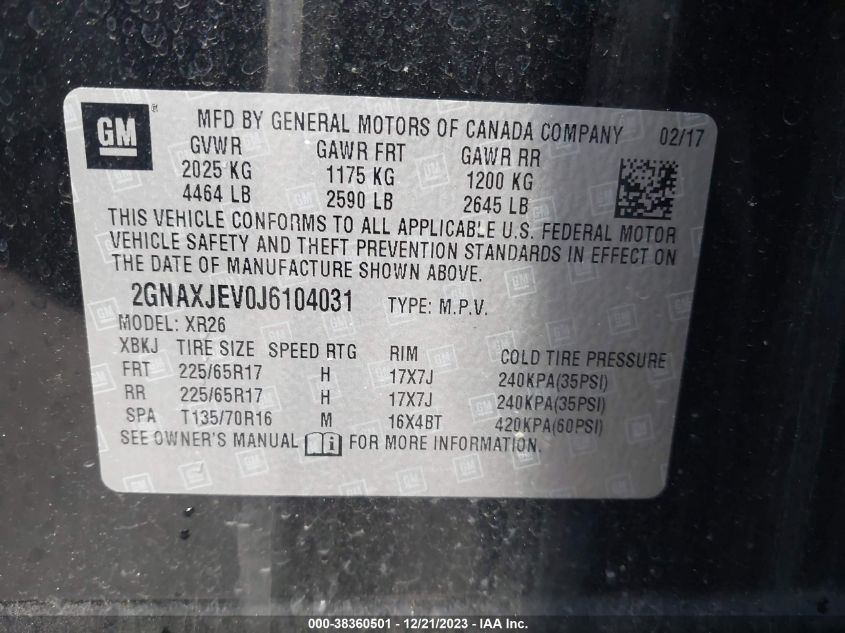 GM ®
MFD BY GENERAL MOTORS OF CANADA COMPANY 02/17
GVWR GAWR FRT GAWR RR
2025 KG 1175 KG 1200 KG
4464 LB 2590 LB 2645 LB
THIS VEHICLE CONFORMS TO ALL APPLICABLE U.S. FEDERAL MOTOR
VEHICLE SAFETY AND THEFT PREVENTION STANDARDS IN EFFECT ON
THE DATE OF MANUFACTURE SHOWN ABOVE.
2GNAXJEV0J6104031 TYPE: M.P.V.
MODEL: XR26
XBKJ TIRE SIZE SPEED RTG RIM COLD TIRE PRESSURE
FRT 225/65R17 H 17X7J 240KPA(35PSI)
RR 225/65R17 H 17X7J 240KPA(35PSI)
SPA T135/70R16 M 16X4BT 420KPA(60PSI)
SEE OWNER'S MANUAL i FOR MORE INFORMATION.
000-38360501 - 12/21/2023 - IAA Inc.